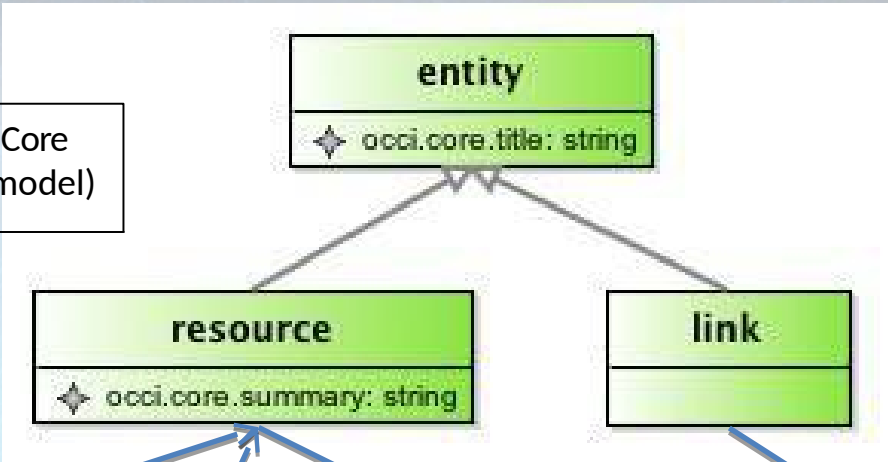 entity
occi.core.title: string
Core
model)
resource
occi.core.summary: string
link